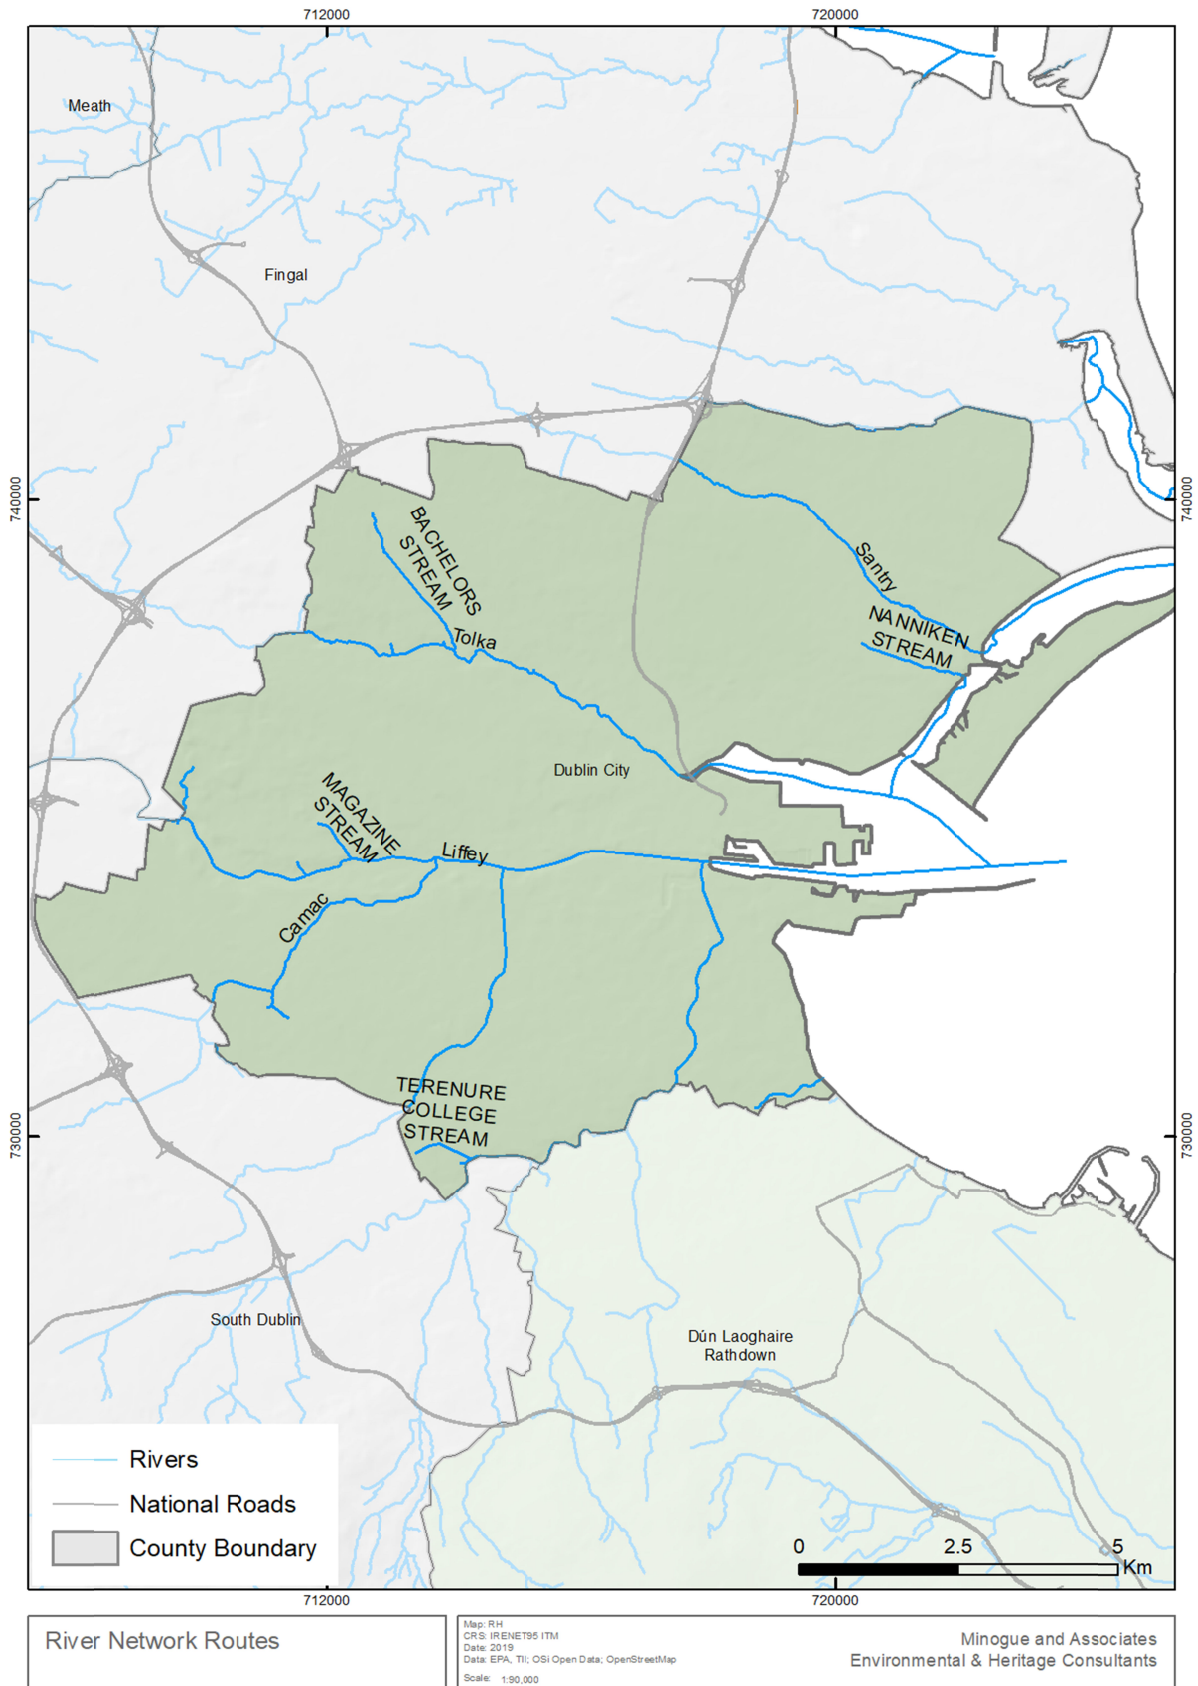 712000
720000
Meath
Fingal
740000
740000
BACHELORS
STREAM
Santry
NANNIKEN
STREAM
Tolka
Dublin City
MAGAZINE
STREAM
Liffey
Camac
TERENURE
COLLEGE
STREAM
730000
730000
South Dublin
Dún Laoghaire
Rathdown
Rivers
National Roads
County Boundary
0
2.5
5
Km
712000
720000
River Network Routes
Map: RH
CRS: IRENET95 ITM
Date: 2019
Data: EPA, TII; OSi Open Data; OpenStreetMap
Scale: 1:90,000
Minogue and Associates
Environmental & Heritage Consultants